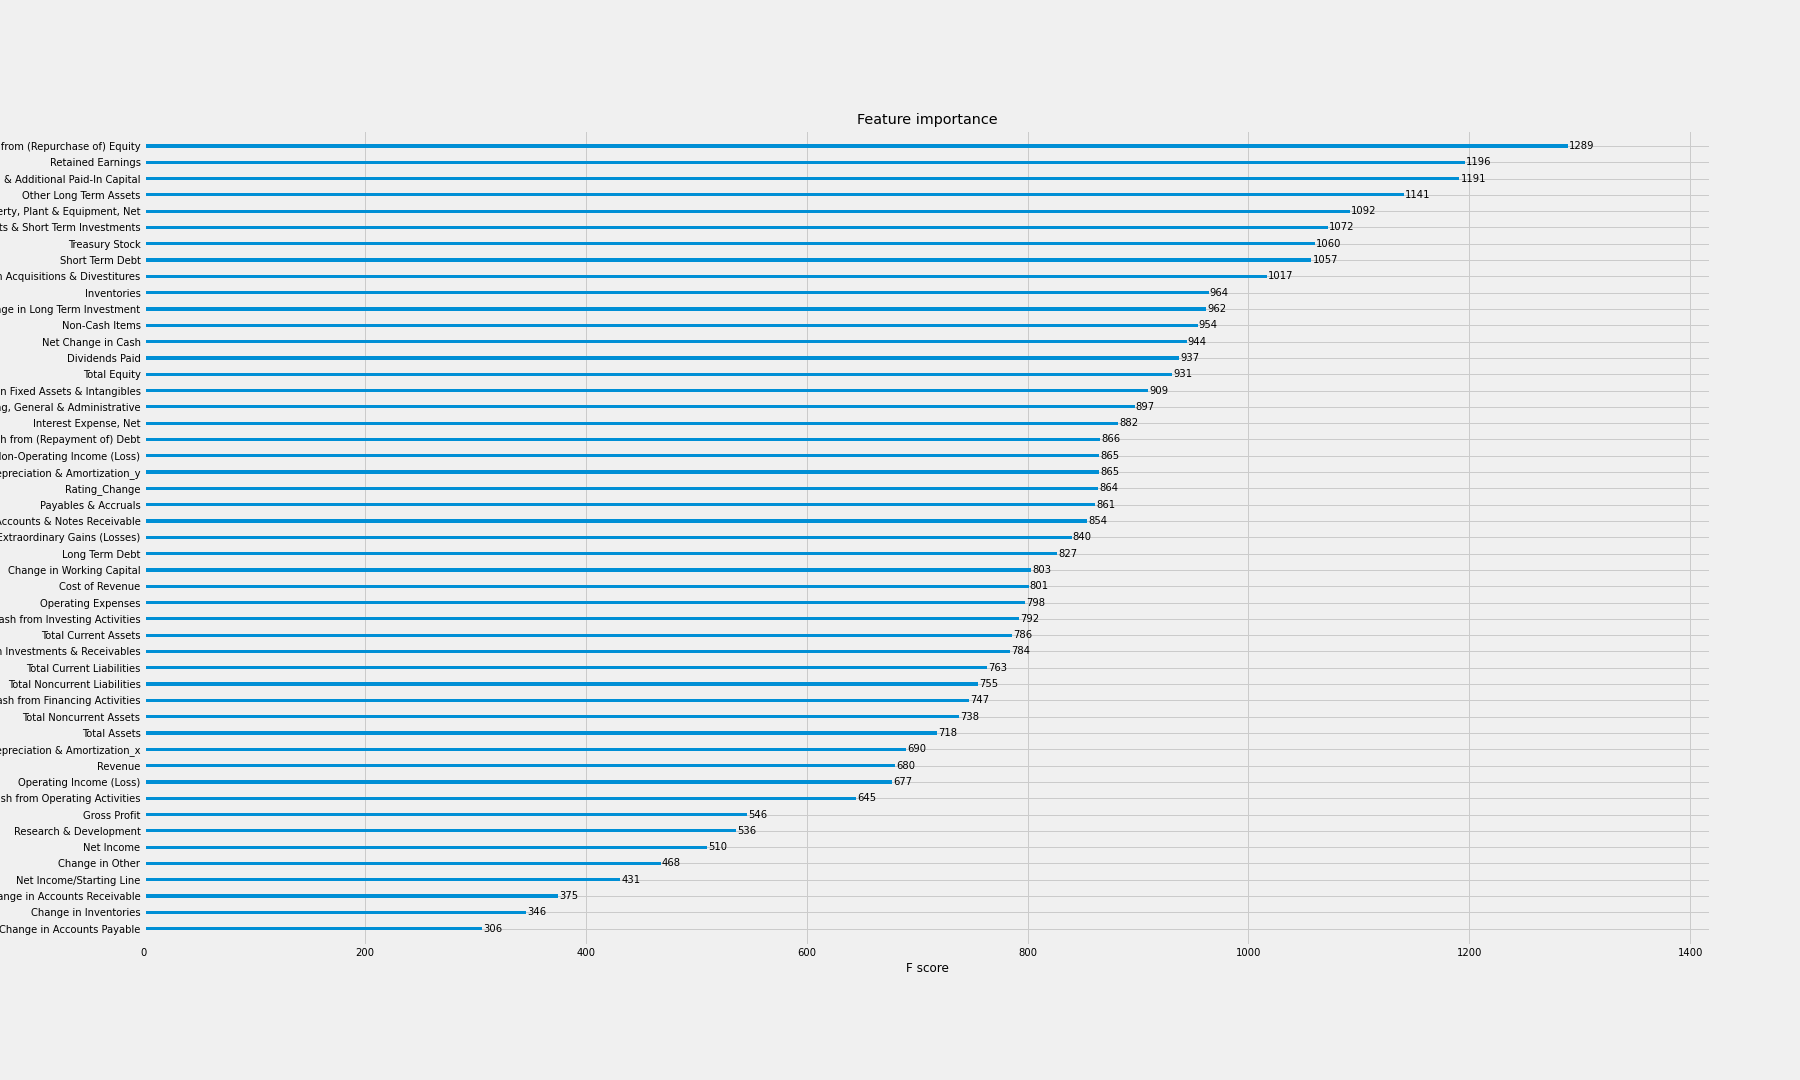 Feature importance
from (Repurchase of) Equity 1289
Retained Earnings 1196
& Additional Paid-In Capital 1191
Other Long Term Assets 1141
erty, Plant & Equipment, Net 1092
ts & Short Term Investments 1072
Treasury Stock 1060
Short Term Debt 1057
n Acquisitions & Divestitures 1017
Inventories 964
ge in Long Term Investment 962
Non-Cash Items 954
Net Change in Cash 944
Dividends Paid 937
Total Equity 931
n Fixed Assets & Intangibles 909
g, General & Administrative 897
Interest Expense, Net 882
h from (Repayment of) Debt 866
on-Operating Income (Loss) 865
epreciation & Amortization_y 865
Rating_Change 864
Payables & Accruals 861
Accounts & Notes Receivable 854
Extraordinary Gains (Losses) 840
Long Term Debt 827
Change in Working Capital 803
Cost of Revenue 801
Operating Expenses 798
ash from Investing Activities 792
Total Current Assets 786
n Investments & Receivables 784
Total Current Liabilities 763
Total Noncurrent Liabilities 755
ash from Financing Activities 747
Total Noncurrent Assets 738
Total Assets 718
epreciation & Amortization_x 690
Revenue 680
Operating Income (Loss) 677
sh from Operating Activities 645
Gross Profit 546
Research & Development 536
Net Income 510
Change in Other 468
Net Income/Starting Line 431
ange in Accounts Receivable 375
Change in Inventories 346
Change in Accounts Payable 306
0 200 400 600 800 1000 1200 1400
F score